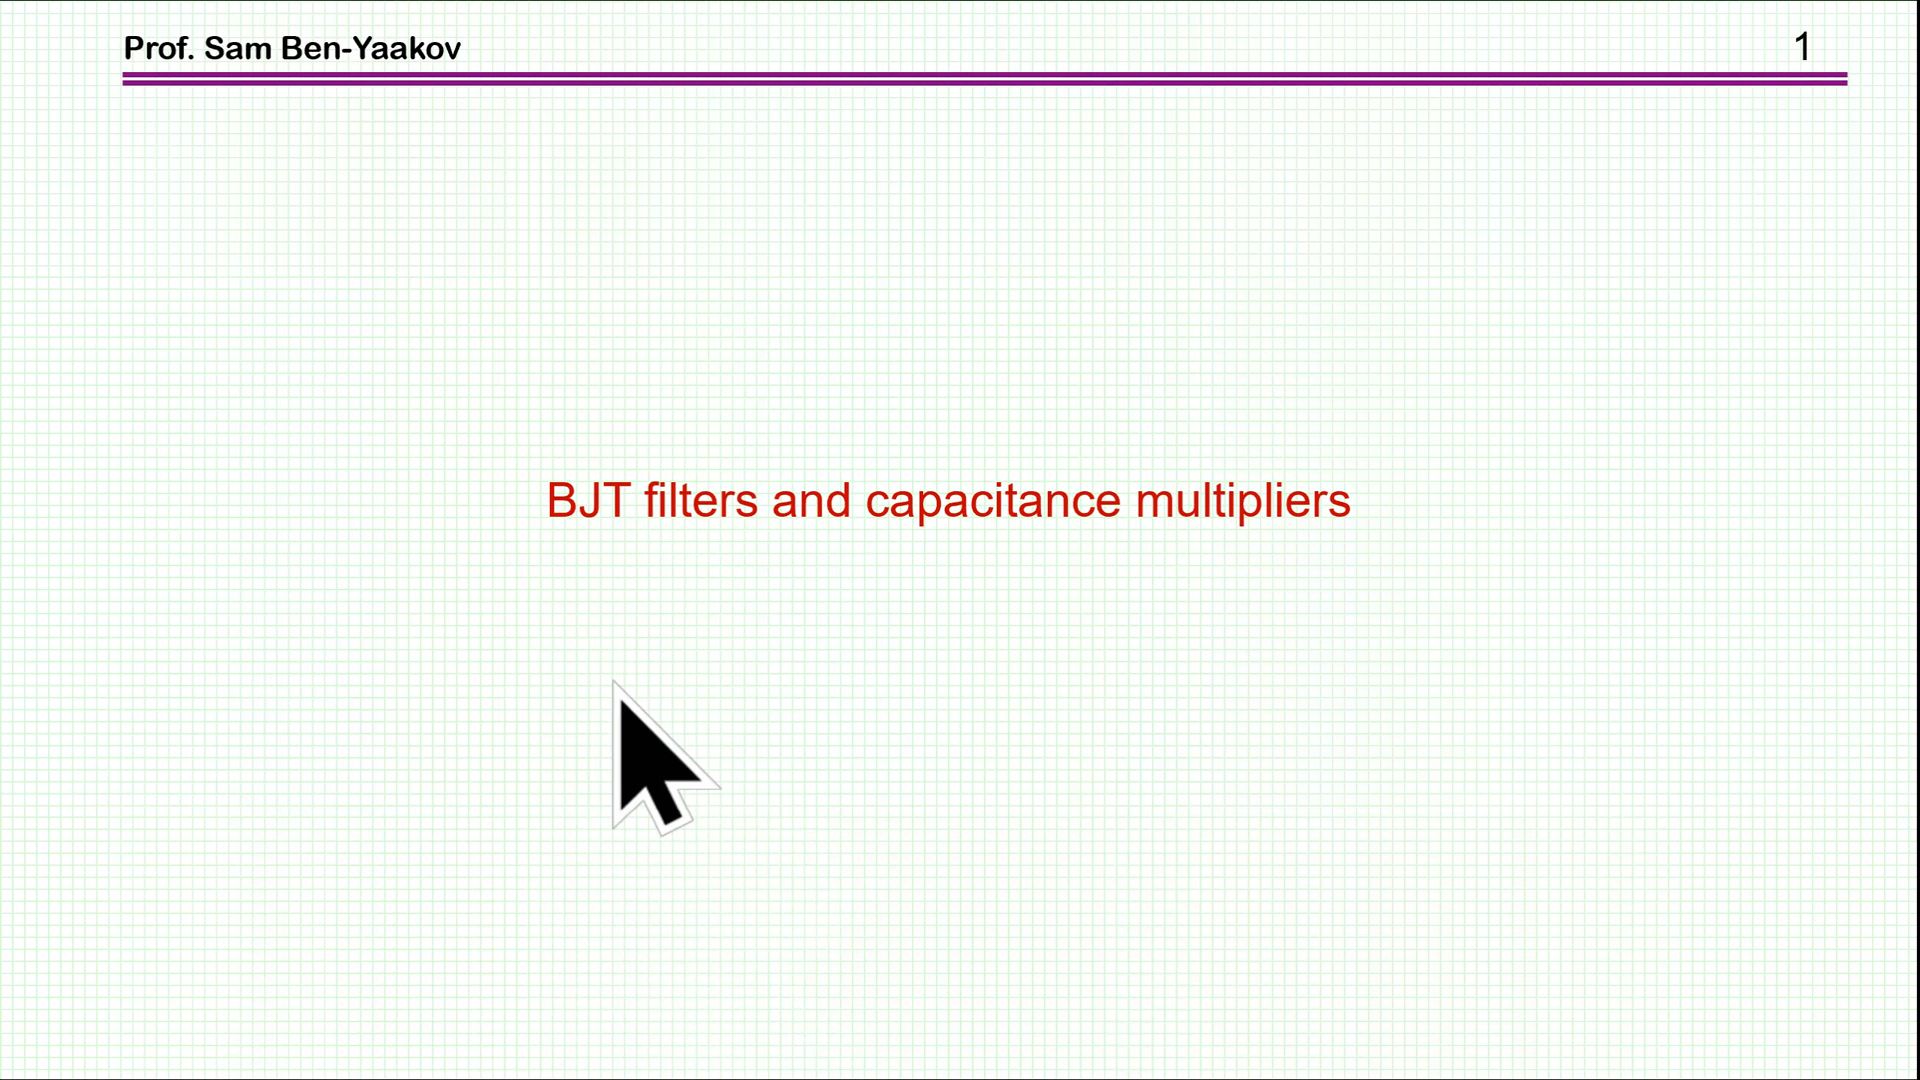 Prof. Sam Ben-Yaakov
1
BJT filters and capacitance multipliers